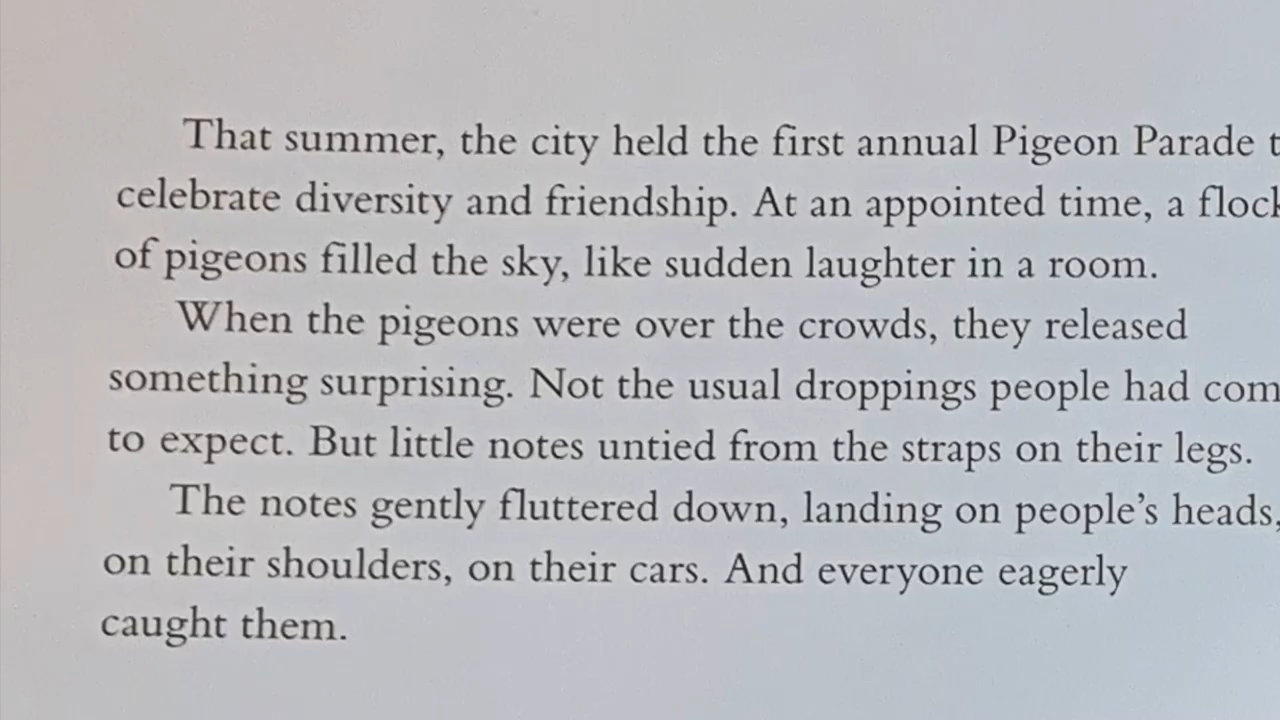 That summer, the city held the first annual Pigeon Parade t
celebrate diversity and friendship. At an appointed time, a flock
of pigeons filled the sky, like sudden laughter in a room.
When the pigeons were over the crowds, they released
something surprising. Not the usual droppings people had com
to expect. But little notes untied from the straps on their legs.
The notes gently fluttered down, landing on people’s heads,
on their shoulders, on their cars. And everyone eagerly
caught them.